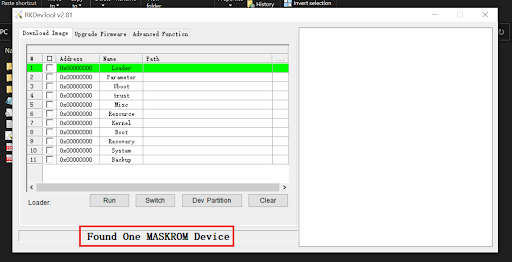 Paste shortcut
History
Invert selection
to
to
folder
RKDevTool v2.81
Download Image Upgrade Firmware Advanced Function
PC
Na
# Address Name Path ...
1 0x00000000 Loader
2 0x00000000 Parameter
3 0x00000000 Uboot
4 0x00000000 trust
5 0x00000000 Misc
6 0x00000000 Resource
7 0x00000000 Kernel
8 0x00000000 Boot
9 0x00000000 Recovery
10 0x00000000 System
11 0x00000000 Backup
Loader: Run Switch Dev Partition Clear
Found One MASKROM Device